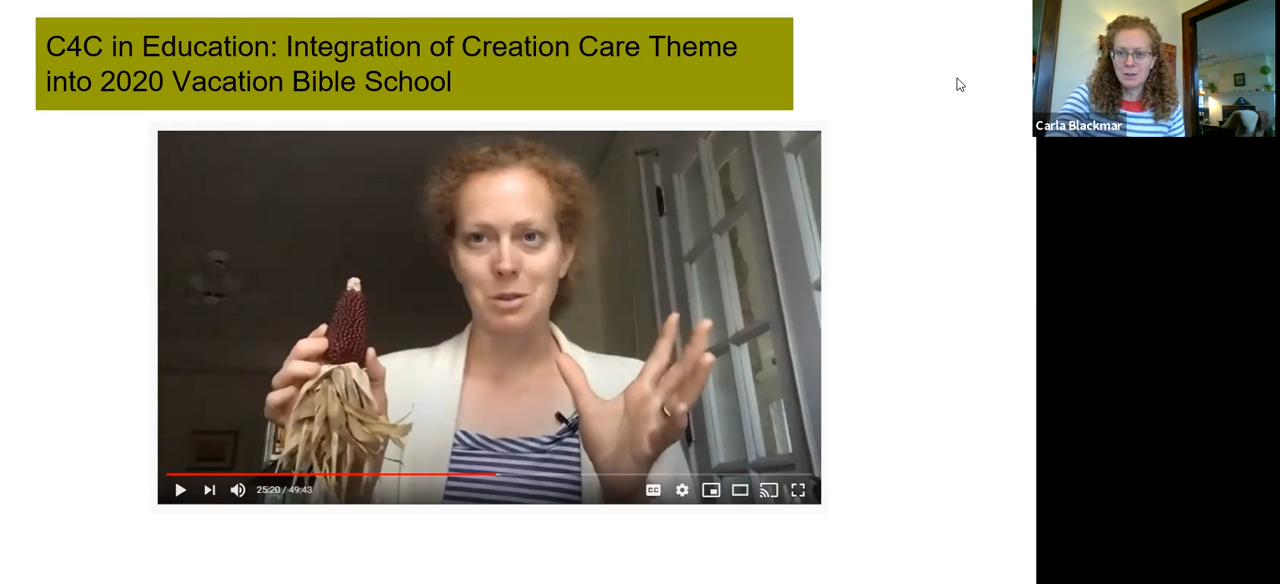 C4C in Education: Integration of Creation Care Theme
into 2020 Vacation Bible School
Carla Blackmar
25:20 / 49:43
CC